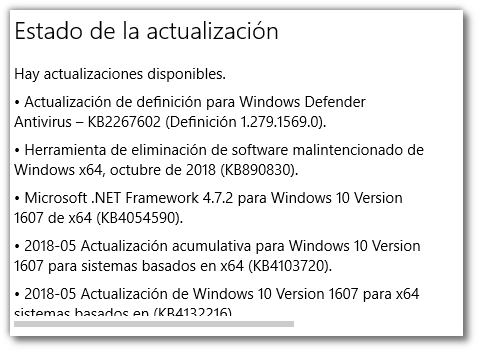 Estado de la actualización
Hay actualizaciones disponibles.
• Actualización de definición para Windows Defender
Antivirus – KB2267602 (Definición 1.279.1569.0).
• Herramienta de eliminación de software malintencionado de
Windows x64, octubre de 2018 (KB890830).
• Microsoft .NET Framework 4.7.2 para Windows 10 Version
1607 de x64 (KB4054590).
• 2018-05 Actualización acumulativa para Windows 10 Version
1607 para sistemas basados en x64 (KB4103720).
• 2018-05 Actualización de Windows 10 Version 1607 para x64
sistemas basados en (KB4132216)